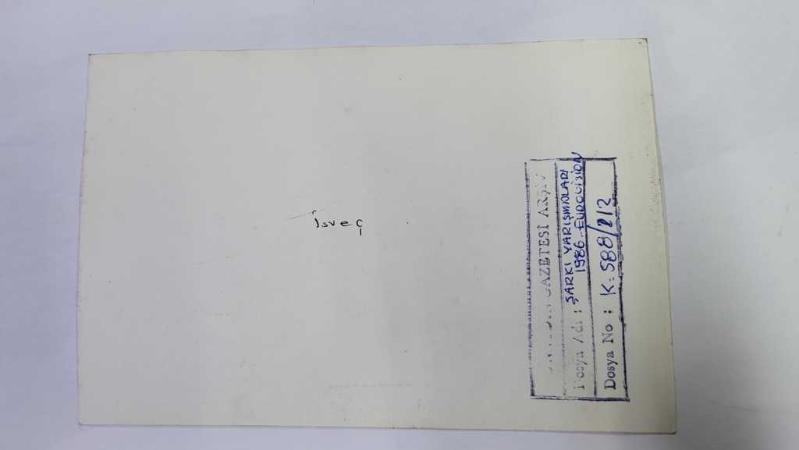 İsveç
GAZETESİ ARŞİV
Dosya Adı : ŞARKI YARIŞMALARI
1986 EUROVISION
Dosya No : K.588/212